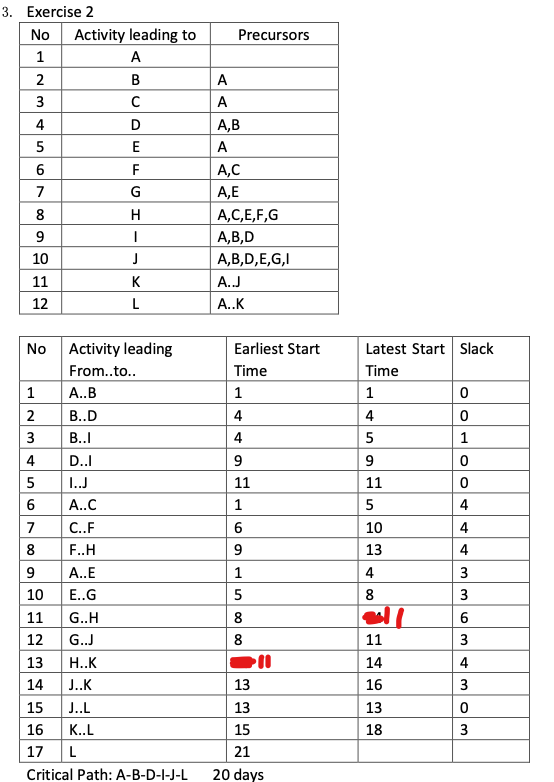 3. Exercise 2
No Activity leading to Precursors
1 A
2 B A
3 C A
4 D A,B
5 E A
6 F A,C
7 G A,E
8 H A,C,E,F,G
9 I A,B,D
10 J A,B,D,E,G,I
11 K A..J
12 L A..K
No Activity leading Earliest Start Latest Start Slack
From..to.. Time Time
1 A..B 1 1 0
2 B..D 4 4 0
3 B..I 4 5 1
4 D..I 9 9 0
5 I..J 11 11 0
6 A..C 1 5 4
7 C..F 6 10 4
8 F..H 9 13 4
9 A..E 1 4 3
10 E..G 5 8 3
11 G..H 8 11 6
12 G..J 8 11 3
13 H..K 11 14 4
14 J..K 13 16 3
15 J..L 13 13 0
16 K..L 15 18 3
17 L 21
Critical Path: A-B-D-I-J-L 20 days